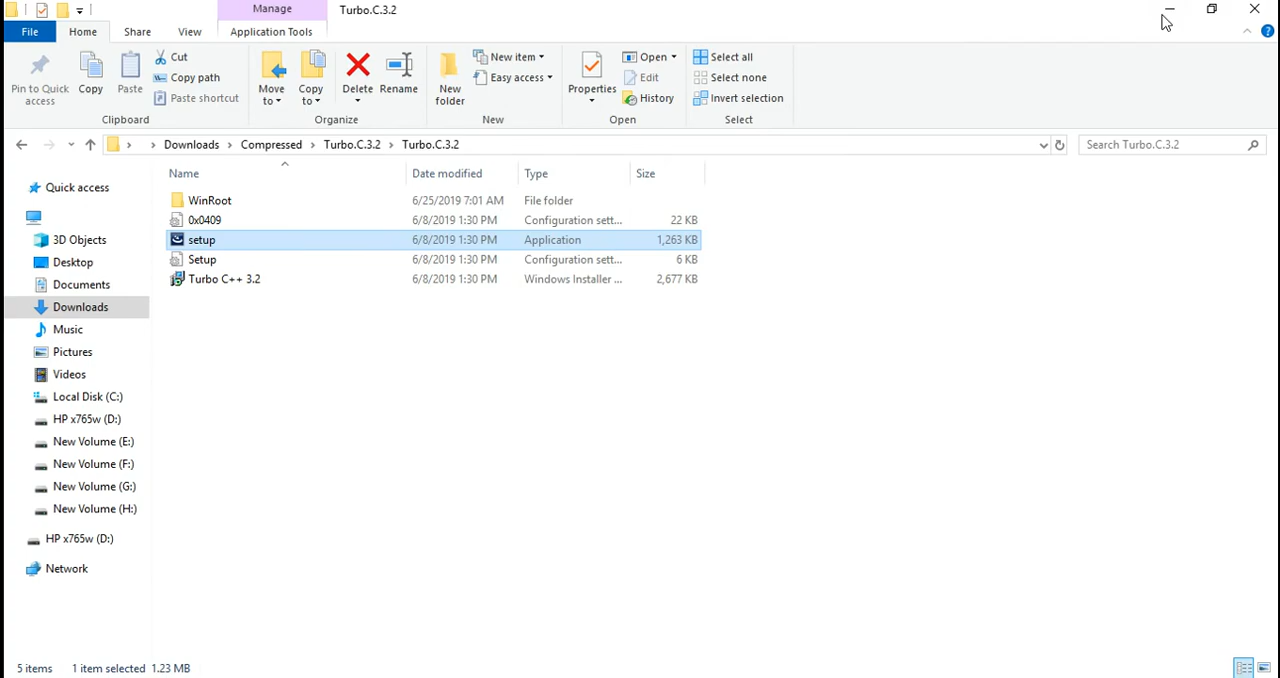 Manage
Turbo.C.3.2
File
Home
Share
View
Application Tools
Pin to Quick access
Copy
Paste
Cut
Copy path
Paste shortcut
Clipboard
Move to
Copy to
Delete
Rename
Organize
New folder
New item
Easy access
New
Properties
Open
Edit
History
Open
Select all
Select none
Invert selection
Select
Downloads
Compressed
Turbo.C.3.2
Turbo.C.3.2
Search Turbo.C.3.2
Name
Date modified
Type
Size
WinRoot 6/25/2019 7:01 AM File folder
0x0409 6/8/2019 1:30 PM Configuration sett... 22 KB
setup 6/8/2019 1:30 PM Application 1,263 KB
Setup 6/8/2019 1:30 PM Configuration sett... 6 KB
Turbo C++ 3.2 6/8/2019 1:30 PM Windows Installer ... 2,677 KB
Quick access
3D Objects
Desktop
Documents
Downloads
Music
Pictures
Videos
Local Disk (C:)
HP x765w (D:)
New Volume (E:)
New Volume (F:)
New Volume (G:)
New Volume (H:)
HP x765w (D:)
Network
5 items 1 item selected 1.23 MB